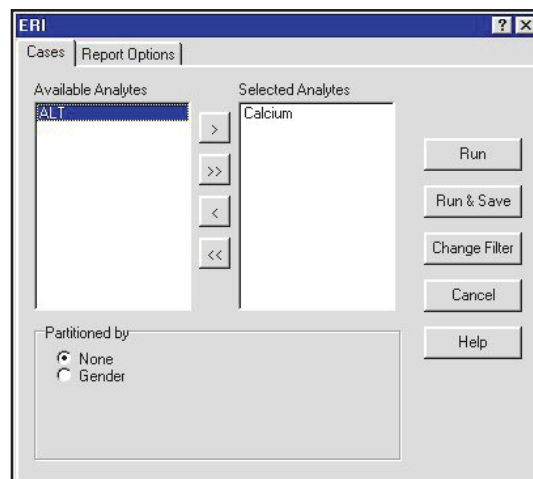 ERI
Cases
Report Options
Available Analytes
ALT
>
>>
<
<<
Selected Analytes
Calcium
Run
Run & Save
Change Filter
Cancel
Help
Partitioned by
None
Gender